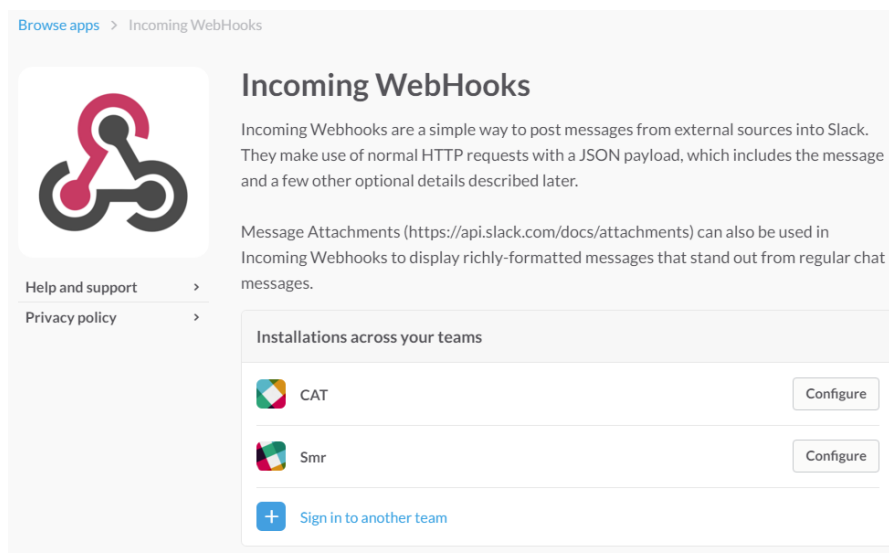 Browse apps > Incoming WebHooks
Incoming WebHooks
Incoming Webhooks are a simple way to post messages from external sources into Slack.
They make use of normal HTTP requests with a JSON payload, which includes the message
and a few other optional details described later.
Message Attachments (https://api.slack.com/docs/attachments) can also be used in
Incoming Webhooks to display richly-formatted messages that stand out from regular chat
messages.
Help and support >
Privacy policy >
Installations across your teams
CAT Configure
Smr Configure
+ Sign in to another team